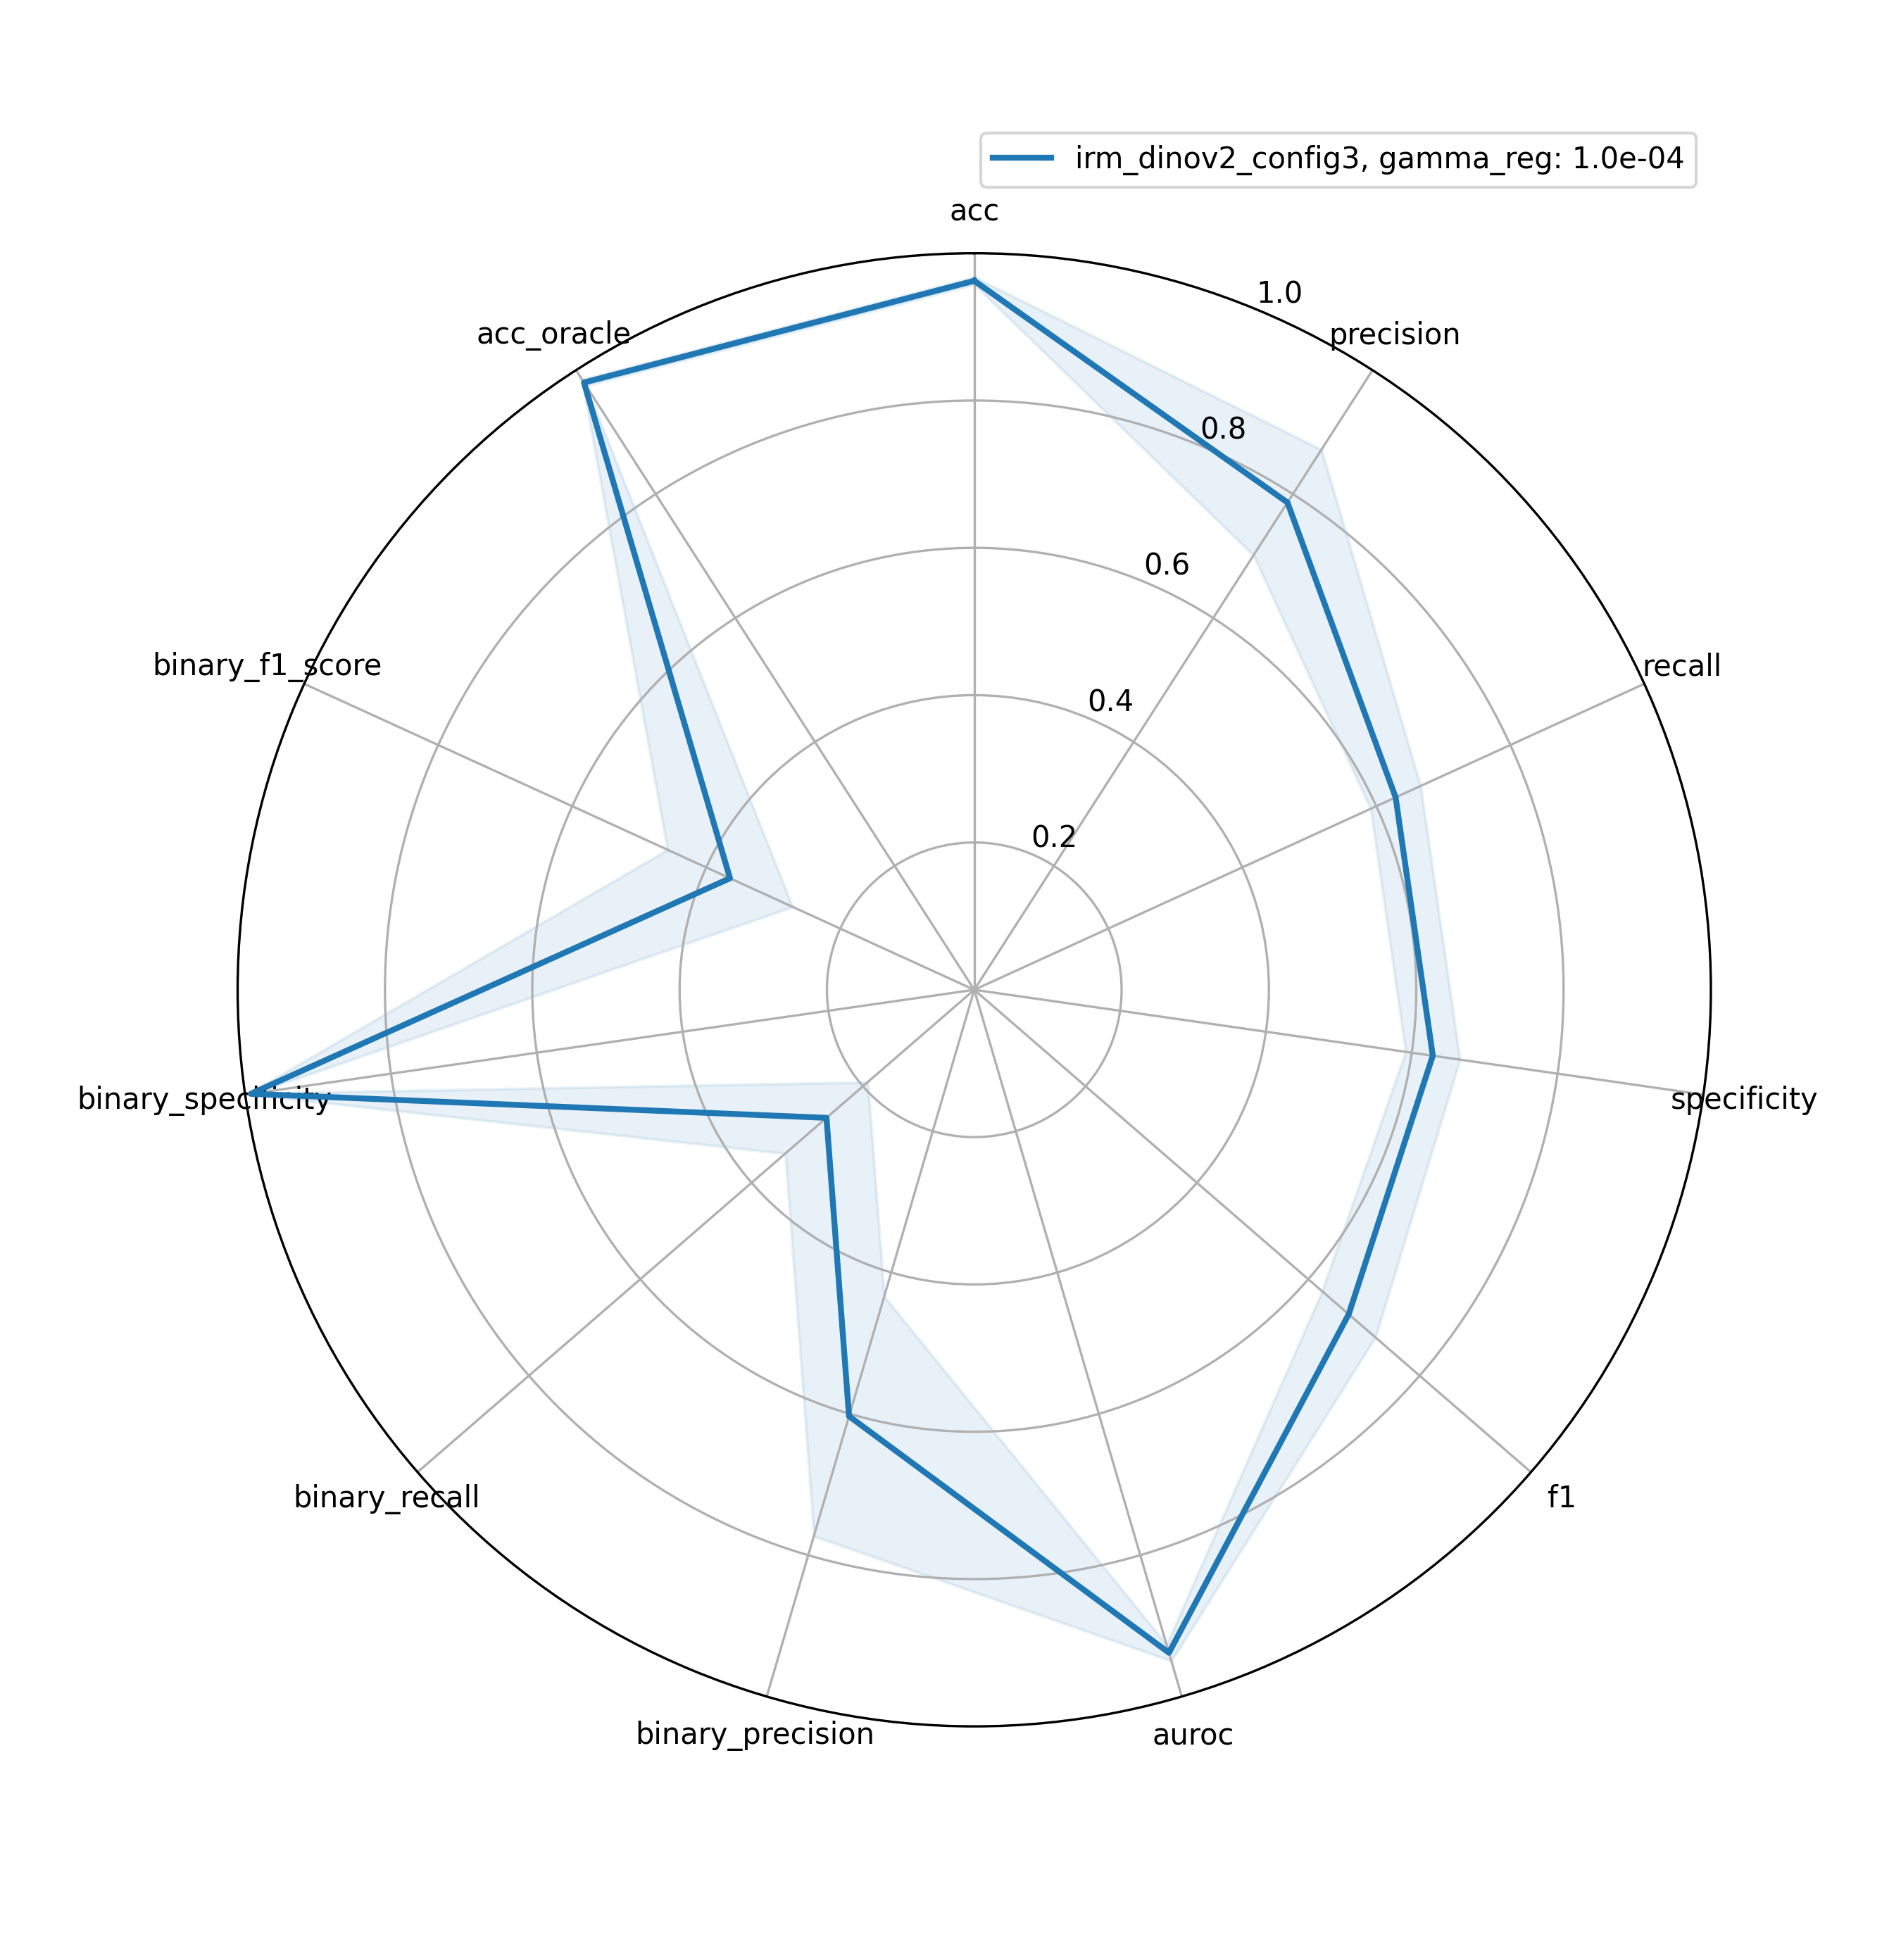 irm_dinov2_config3, gamma_reg: 1.0e-04
acc
1.0
acc_oracle
precision
0.8
0.6
binary_f1_score
recall
0.4
0.2
binary_specificity
specificity
binary_recall
f1
binary_precision
auroc